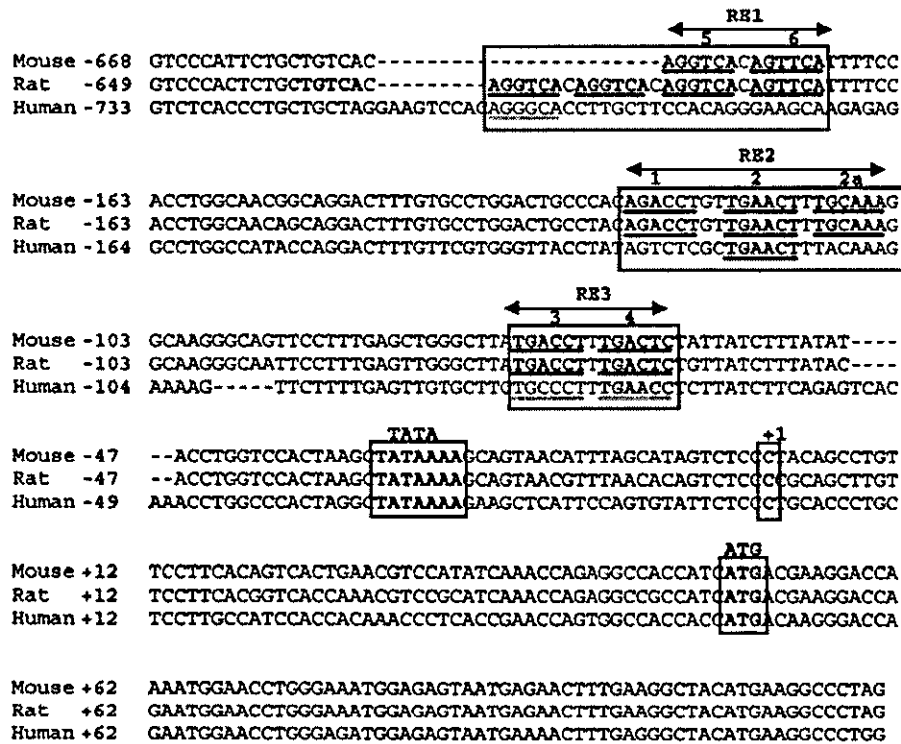 RE1
5 6
Mouse -668 GTCCCATTCTGCTGTCAC--------------------------AGGTCACAGTTCATTTTCC
Rat -649 GTCCCACTCTGCTGTCAC----------AGGTCACAGGTCACAGGTCACAGTTCATTTTCC
Human -733 GTCTCACCCTGCTGCTAGGAAGTCCACAGGGCACCTTGCTTCCACAGGGAAGCAAGAGAG
RE2
1 2 2a
Mouse -163 ACCTGGCAACGGCAGGACTTTGTGCCTGGACTGCCCAGAGACCTGTTGAACTTTGCAAAG
Rat -163 ACCTGGCAACAGCAGGACTTTGTGCCTGGACTGCCTAGAGACCTGTTGAACTTTGCAAAG
Human -164 GCCTGGCCATACCAGGACTTTGTTCGTGGGTTACCTATAGTCTCGCTGAACTTTACAAAG
RE3
3 4
Mouse -103 GCAAGGGCAGTTCCTTTGAGCTGGGCTTATGACCTTTGACTCTATTATCTTTATAT----
Rat -103 GCAAGGGCAATTCCTTTGAGTTGGGCTTATGACCTTTGACTCTGTTATCTTTATAC----
Human -104 AAAAG-----TTCTTTTGAGTTGTGCTTGTGCCCTTTGAACCTCTTATCTTCAGAGTCAC
TATA +1
Mouse -47 --ACCTGGTCCACTAAGCTATAAAAGCAGTAACATTTAGCATAGTCTCCCTACAGCCTGT
Rat -47 --ACCTGGTCCACTAAGCTATAAAAGCAGTAACGTTTAACACAGTCTCCCCGCAGCTTGT
Human -49 AAACCTGGCCCACTAGGCTATAAAAGAAGCTCATTCCAGTGTATTCTCCCTGCACCCTGC
ATG
Mouse +12 TCCTTCACAGTCACTGAACGTCCATATCAAACCAGAGGCCACCATCATGACGAAGGACCA
Rat +12 TCCTTCACGGTCACCAAACGTCCGCATCAAACCAGAGGCCGCCATCATGACGAAGGACCA
Human +12 TCCTTGCCATCCACCACAAACCCTCACCGAACCAGTGGCCACCACCATGACAAGGGACCA
Mouse +62 AAATGGAACCTGGGAAATGGAGAGTAATGAGAACTTTGAAGGCTACATGAAGGCCCTAG
Rat +62 GAATGGAACCTGGGAAATGGAGAGTAATGAGAACTTTGAAGGCTACATGAAGGCCCTAG
Human +62 GAATGGAACCTGGGAGATGGAGAGTAATGAAAACTTTGAGGGCTACATGAAGGCCCTGG